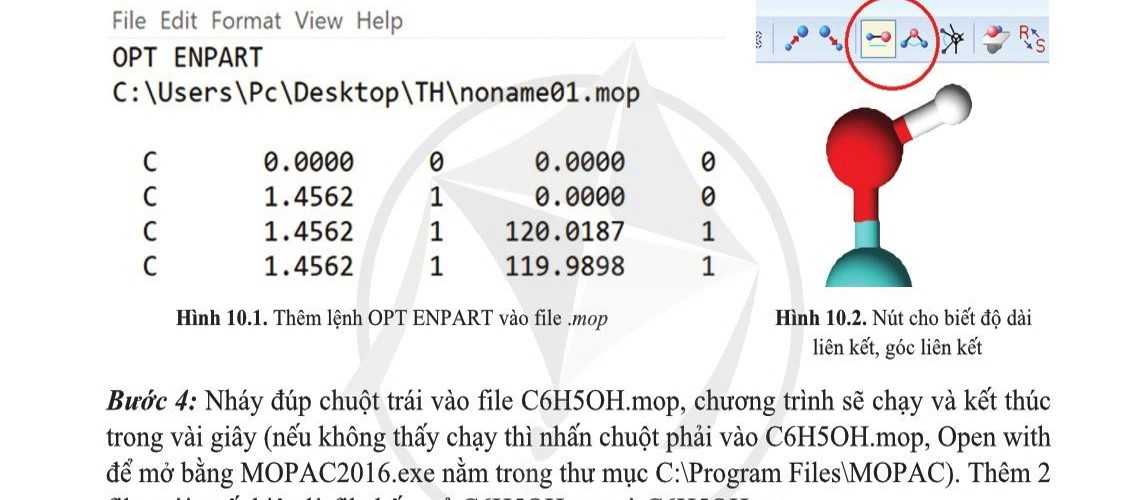 File Edit Format View Help
OPT ENPART
C:\Users\Pc\Desktop\TH\noname01.mop
C 0.0000 0 0.0000 0
C 1.4562 1 0.0000 0
C 1.4562 1 120.0187 1
C 1.4562 1 119.9898 1
R S
Hình 10.1. Thêm lệnh OPT ENPART vào file .mop
Hình 10.2. Nút cho biết độ dài
liên kết, góc liên kết
Bước 4: Nháy đúp chuột trái vào file C6H5OH.mop, chương trình sẽ chạy và kết thúc
trong vài giây (nếu không thấy chạy thì nhấn chuột phải vào C6H5OH.mop, Open with
để mở bằng MOPAC2016.exe nằm trong thư mục C:\Program Files\MOPAC). Thêm 2